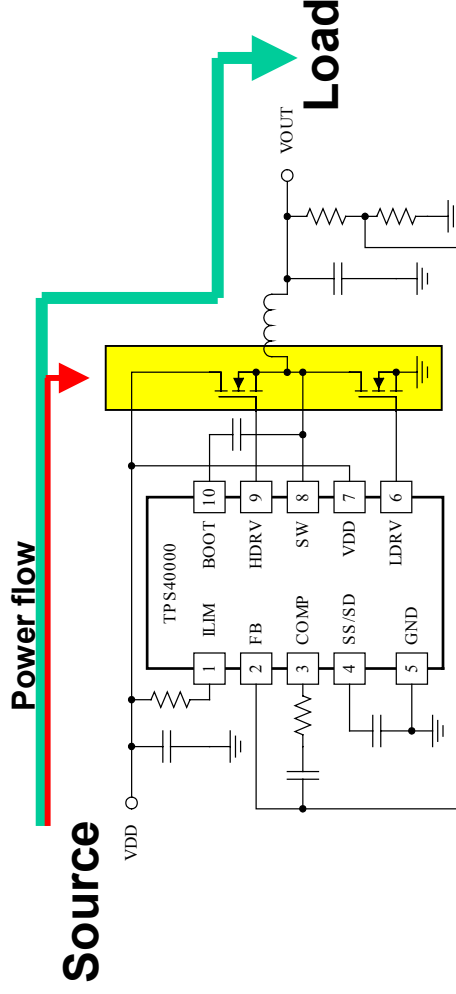 Source
Power flow
Load
VDD
VOUT
TPS40000
1
ILIM
2
FB
3
COMP
4
SS/SD
5
GND
10
BOOT
9
HDRV
8
SW
7
VDD
6
LDRV